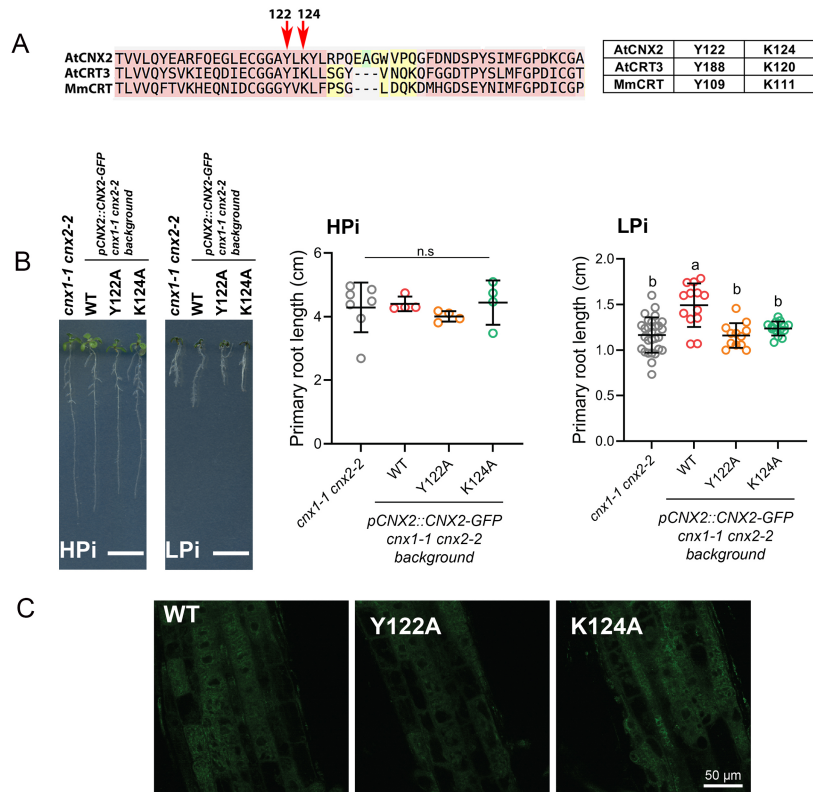 122 124
A
AtCNX2 TVVLQYEARFQEGLECGGAYLKYLRPQEAGWVPQGFDNDSPYSIMFGPDKCGA
AtCRT3 TLVVQYSVKIEQDIECGGAYIKLLSGY---VNQKQFGGDTPYSLMFGPDICGT
MmCRT TLVVQFTVKHEQNIDCGGGYVKLFPSG---LDQKDMHGDSEYNIMFGPDICGP
AtCNX2 Y122 K124
AtCRT3 Y188 K120
MmCRT Y109 K111
B
cnx1-1 cnx2-2
pCNX2::CNX2-GFP
cnx1-1 cnx2-2
background
WT
Y122A
K124A
HPi
cnx1-1 cnx2-2
pCNX2::CNX2-GFP
cnx1-1 cnx2-2
background
WT
Y122A
K124A
LPi
HPi
n.s
Primary root length (cm)
6
4
2
0
cnx1-1 cnx2-2
WT
Y122A
K124A
pCNX2::CNX2-GFP
cnx1-1 cnx2-2
background
LPi
b a b b
Primary root length (cm)
2.0
1.5
1.0
0.5
0.0
cnx1-1 cnx2-2
WT
Y122A
K124A
pCNX2::CNX2-GFP
cnx1-1 cnx2-2
background
C
WT
Y122A
K124A
50 µm